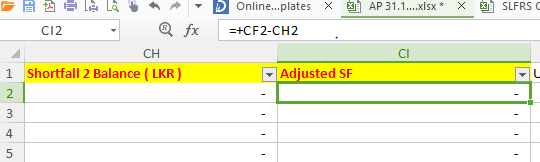 Online...plates AP 31.1....xlsx * SLFRS C
CI2 =+CF2-CH2
CH CI
1 Shortfall 2 Balance ( LKR ) Adjusted SF U
2 - -
3 - -
4 - -
5 - -